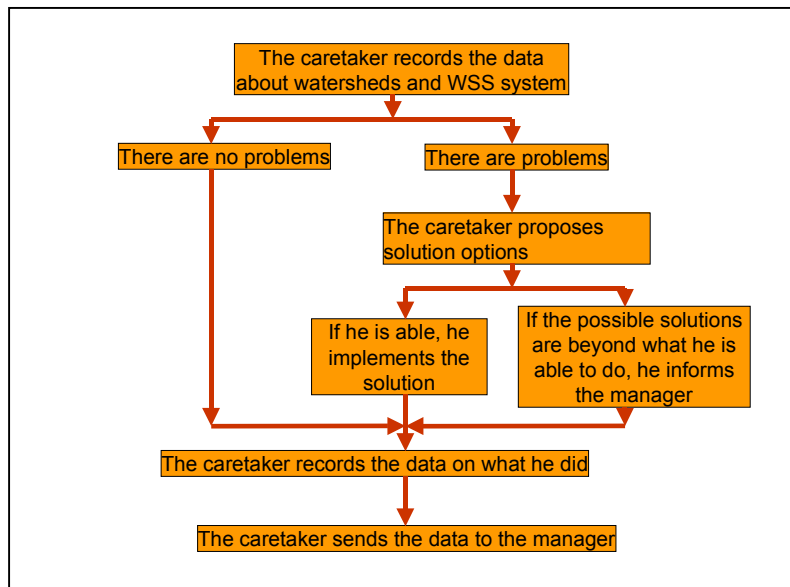 The caretaker records the data
about watersheds and WSS system
There are no problems
There are problems
The caretaker proposes
solution options
If he is able, he
implements the
solution
If the possible solutions
are beyond what he is
able to do, he informs
the manager
The caretaker records the data on what he did
The caretaker sends the data to the manager